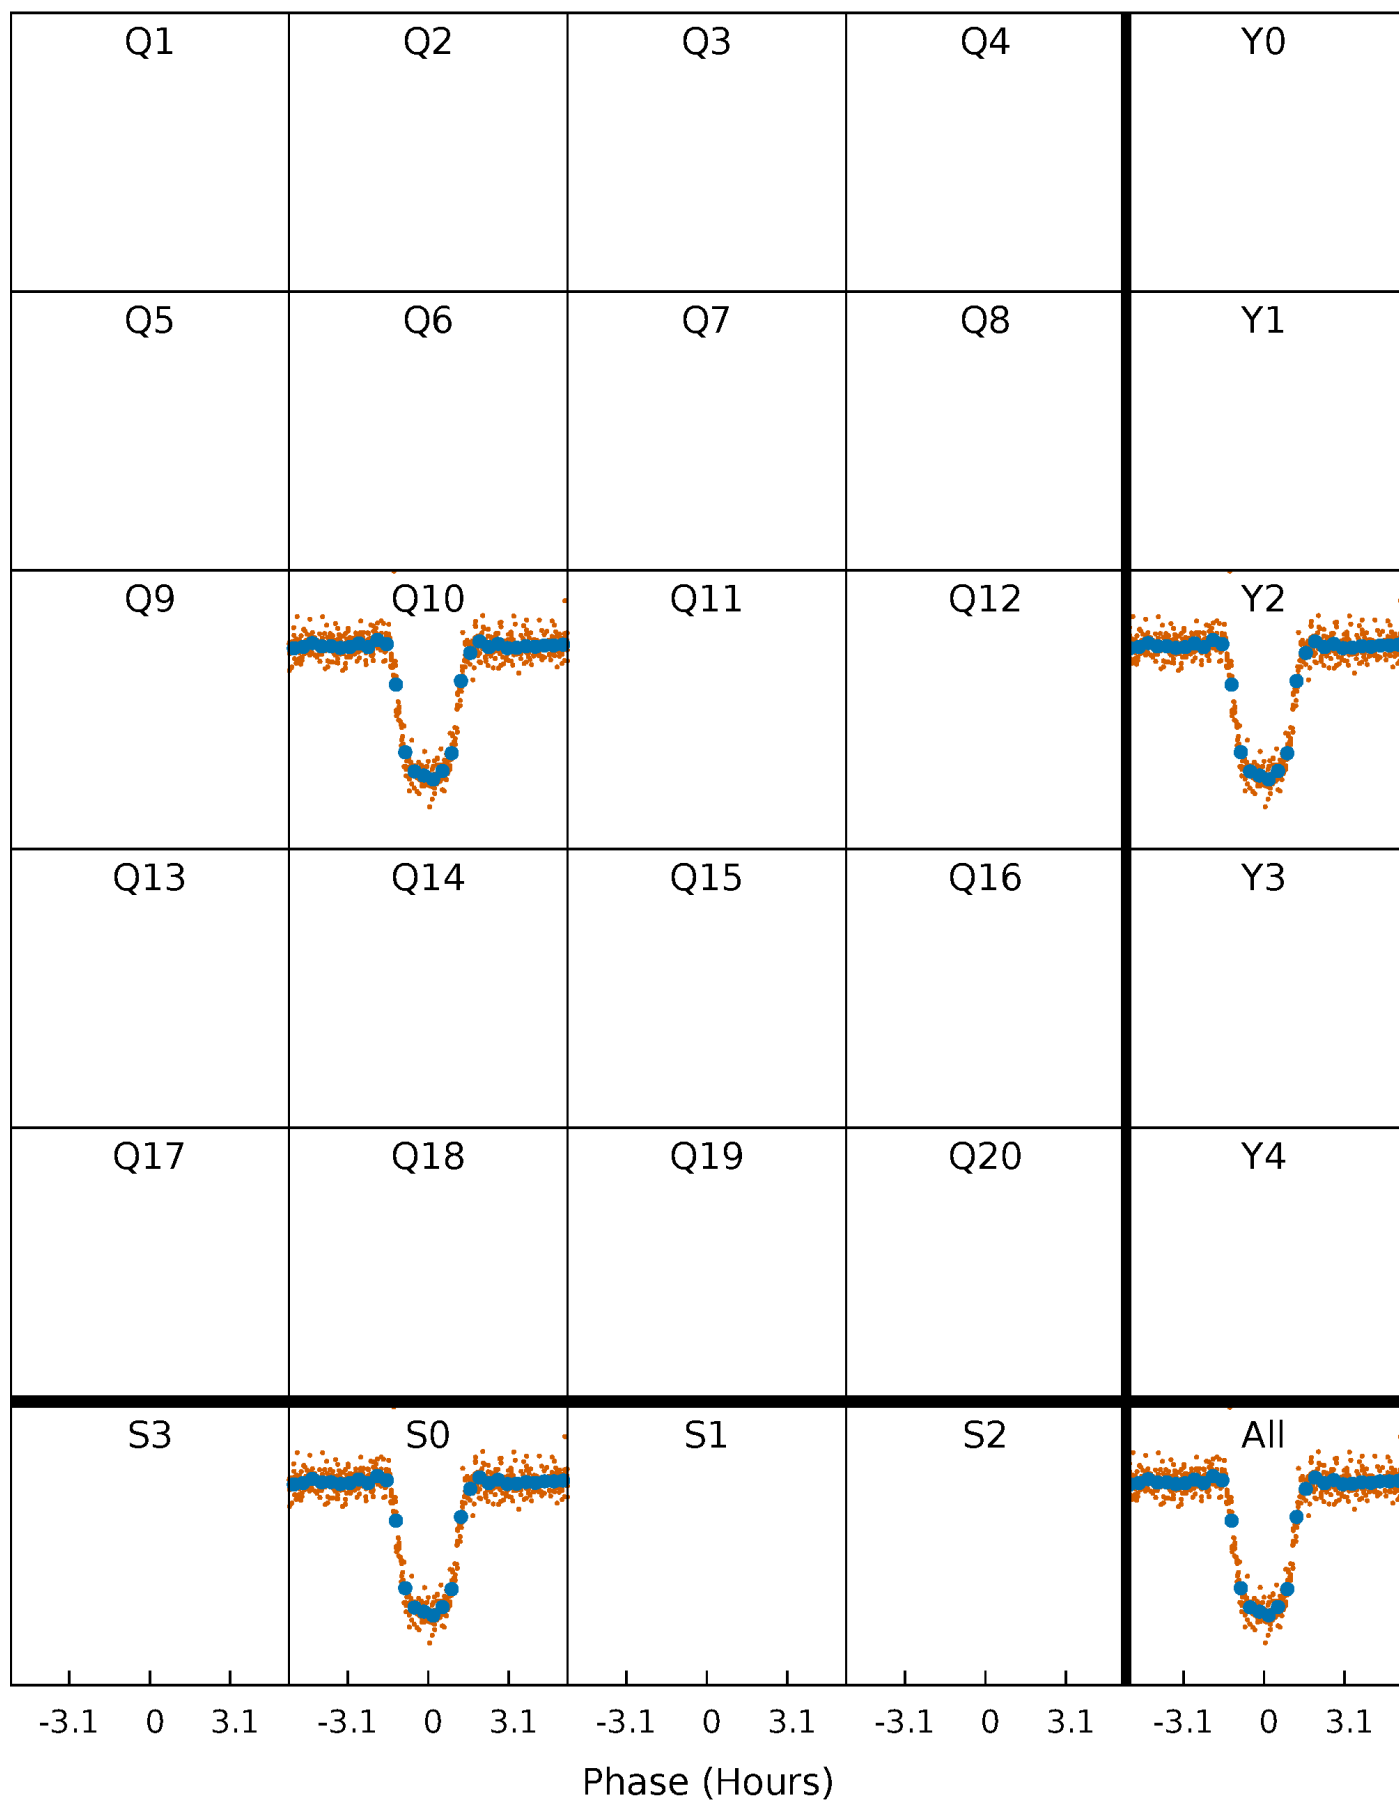 Q1 Q2 Q3 Q4 Y0
Q5 Q6 Q7 Q8 Y1
Q9 Q10 Q11 Q12 Y2
Q13 Q14 Q15 Q16 Y3
Q17 Q18 Q19 Q20 Y4
S3 S0 S1 S2 All
-3.1 0 3.1 -3.1 0 3.1 -3.1 0 3.1 -3.1 0 3.1 -3.1 0 3.1
Phase (Hours)